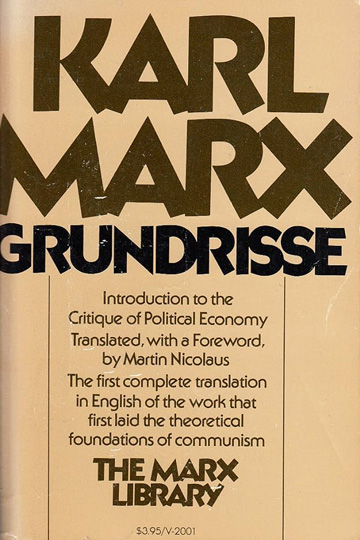 KARL
MARX
GRUNDRISSE
Introduction to the
Critique of Political Economy
Translated, with a Foreword,
by Martin Nicolaus
The first complete translation
in English of the work that
first laid the theoretical
foundations of communism
THE MARX
LIBRARY
$3.95/V-2001